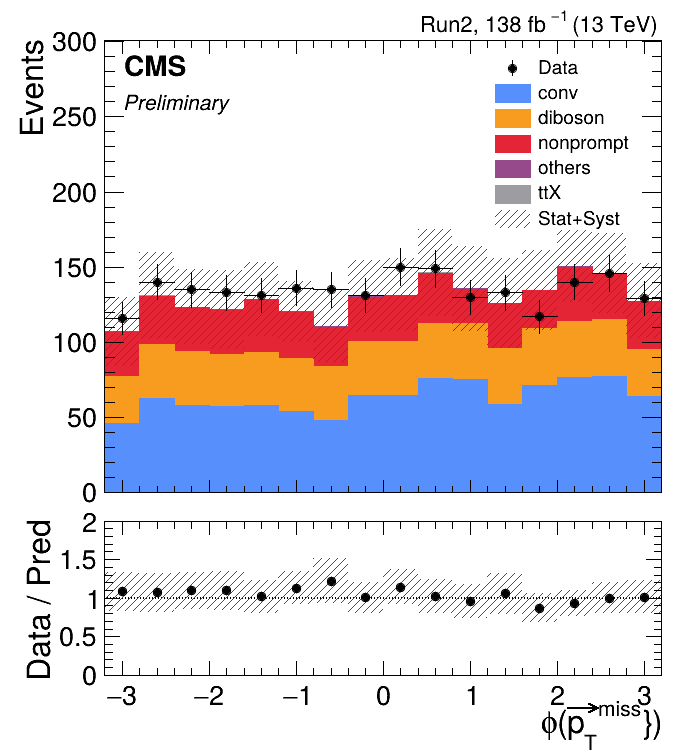 Run2, 138 fb⁻¹ (13 TeV)
Events
300
250
200
150
100
50
0
CMS
Preliminary
Data
conv
diboson
nonprompt
others
ttX
Stat+Syst
Data / Pred
2
1.5
1
0.5
0
−3 −2 −1 0 1 2 3
ϕ(p⃗_T^miss})